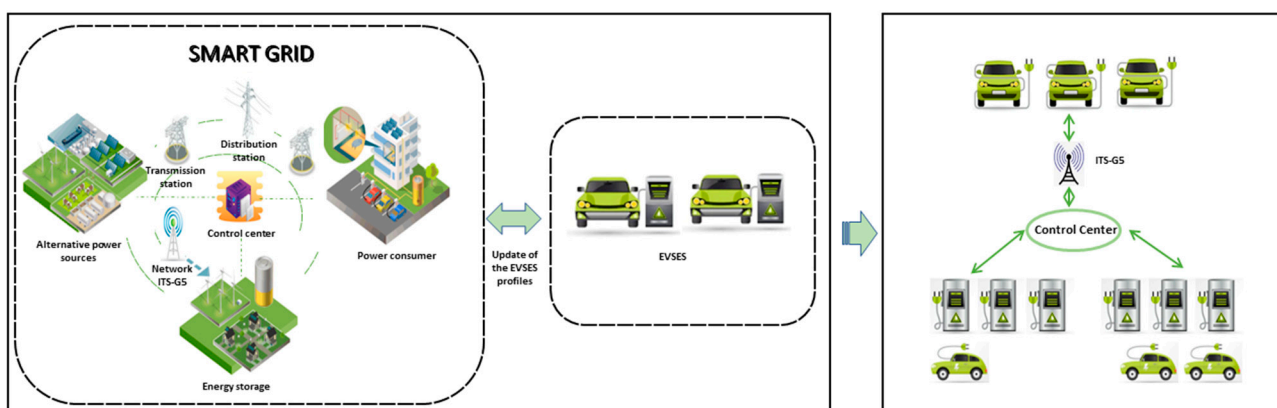 SMART GRID
Distribution
station
Transmission
station
Control center
Alternative power
sources
Network
ITS-G5
Power consumer
Energy storage
Update of
the EVSES
profiles
EVSES
ITS-G5
Control Center